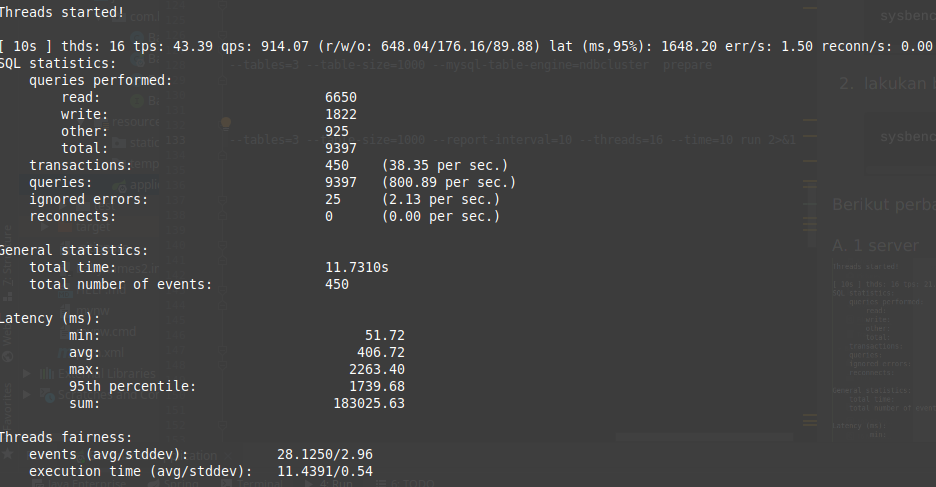 Threads started!
[ 10s ] thds: 16 tps: 43.39 qps: 914.07 (r/w/o: 648.04/176.16/89.88) lat (ms,95%): 1648.20 err/s: 1.50 reconn/s: 0.00
SQL statistics:
queries performed:
read: 6650
write: 1822
other: 925
total: 9397
transactions: 450 (38.35 per sec.)
queries: 9397 (800.89 per sec.)
ignored errors: 25 (2.13 per sec.)
reconnects: 0 (0.00 per sec.)
General statistics:
total time: 11.7310s
total number of events: 450
Latency (ms):
min: 51.72
avg: 406.72
max: 2263.40
95th percentile: 1739.68
sum: 183025.63
Threads fairness:
events (avg/stddev): 28.1250/2.96
execution time (avg/stddev): 11.4391/0.54
sysbenc
--tables=3 --table-size=1000 --mysql-table-engine=ndbcluster prepare
2. lakukan b
--report-interval=10 --threads=16 --time=10 run 2>&1
sysbenc
Berikut perba
A. 1 server